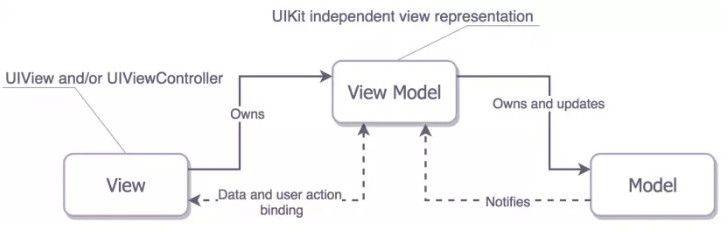 UIKit independent view representation
UIView and/or UIViewController
View Model
Owns
Owns and updates
View
Data and user action
binding
Notifies
Model